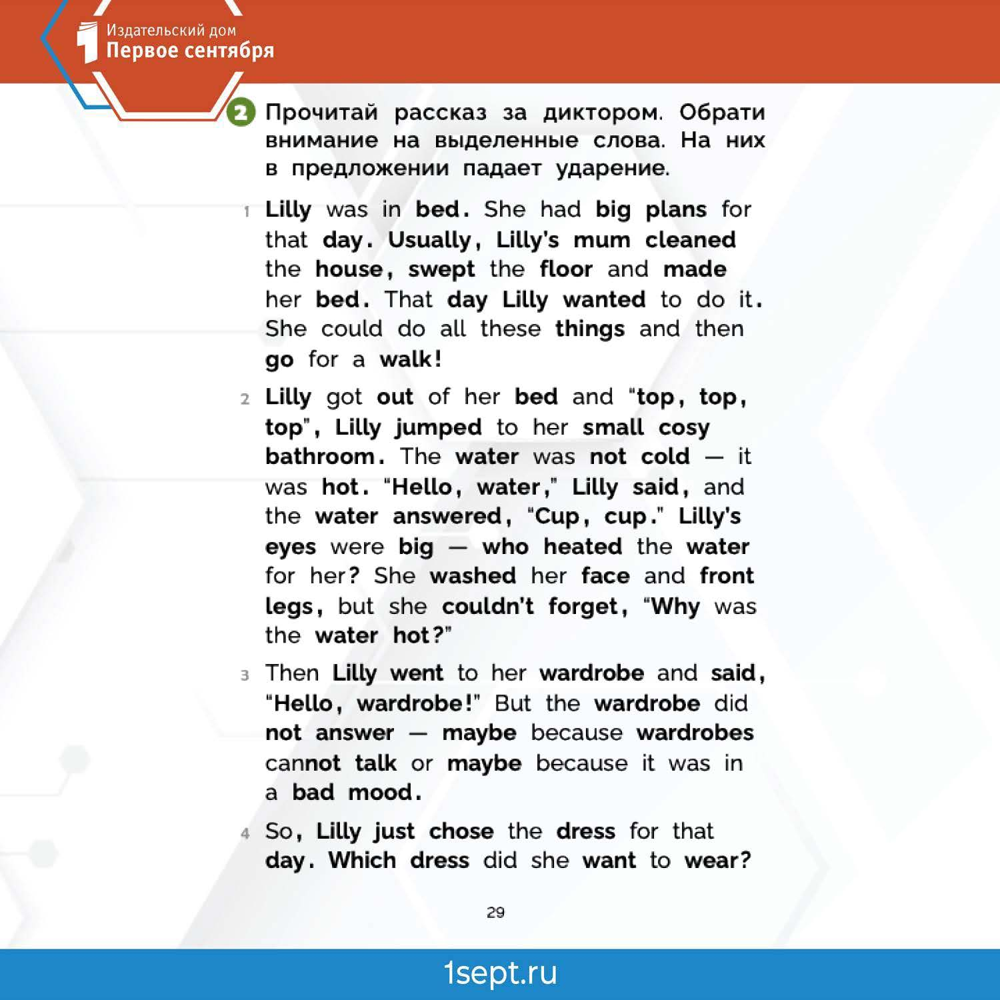 Издательский дом
Первое сентября
2 Прочитай рассказ за диктором. Обрати
внимание на выделенные слова. На них
в предложении падает ударение.
1 Lilly was in bed. She had big plans for
that day. Usually, Lilly's mum cleaned
the house, swept the floor and made
her bed. That day Lilly wanted to do it.
She could do all these things and then
go for a walk!
2 Lilly got out of her bed and “top, top,
top”, Lilly jumped to her small cosy
bathroom. The water was not cold — it
was hot. “Hello, water,” Lilly said, and
the water answered, “Cup, cup.” Lilly's
eyes were big — who heated the water
for her? She washed her face and front
legs, but she couldn't forget, “Why was
the water hot?”
3 Then Lilly went to her wardrobe and said,
“Hello, wardrobe!” But the wardrobe did
not answer — maybe because wardrobes
cannot talk or maybe because it was in
a bad mood.
4 So, Lilly just chose the dress for that
day. Which dress did she want to wear?
29
1sept.ru